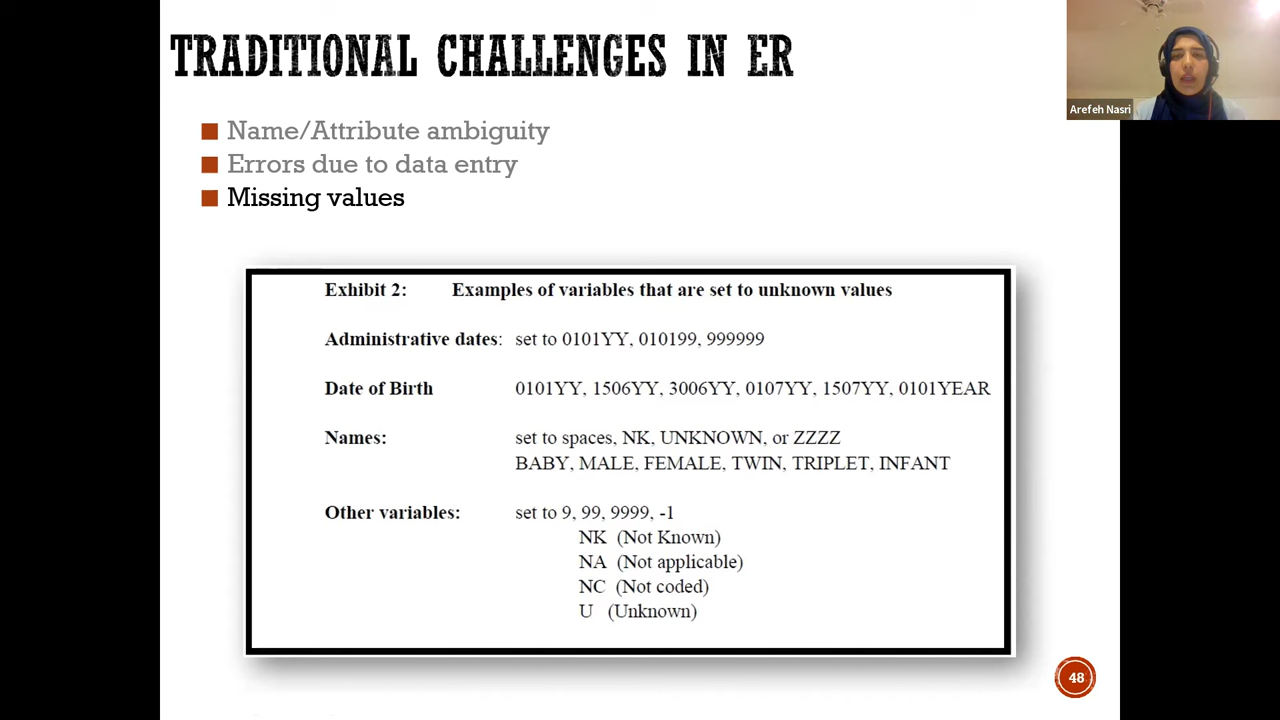 TRADITIONAL CHALLENGES IN ER
Arefeh Nasri
Name/Attribute ambiguity
Errors due to data entry
Missing values
Exhibit 2: Examples of variables that are set to unknown values
Administrative dates: set to 0101YY, 010199, 999999
Date of Birth 0101YY, 1506YY, 3006YY, 0107YY, 1507YY, 0101YEAR
Names: set to spaces, NK, UNKNOWN, or ZZZZ
BABY, MALE, FEMALE, TWIN, TRIPLET, INFANT
Other variables: set to 9, 99, 9999, -1
NK (Not Known)
NA (Not applicable)
NC (Not coded)
U (Unknown)
48